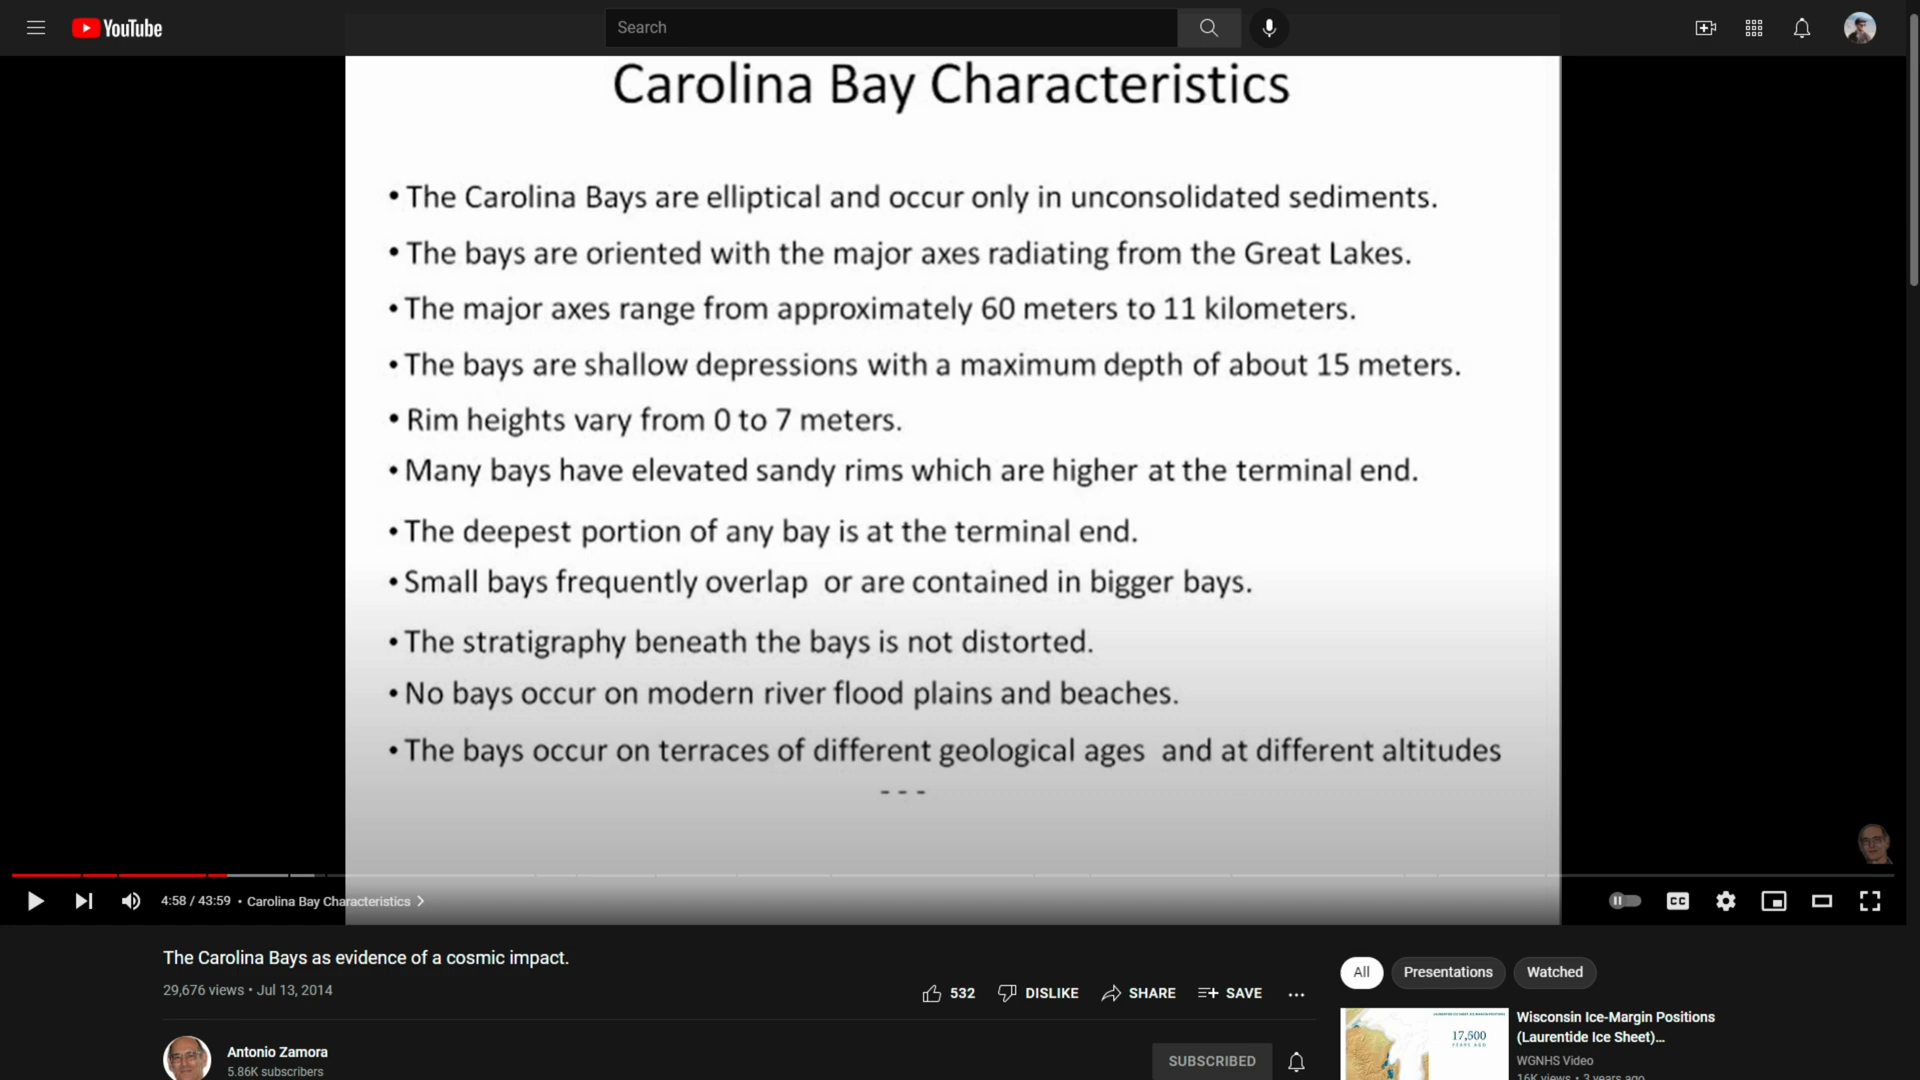 YouTube
Search
Carolina Bay Characteristics
• The Carolina Bays are elliptical and occur only in unconsolidated sediments.
• The bays are oriented with the major axes radiating from the Great Lakes.
• The major axes range from approximately 60 meters to 11 kilometers.
• The bays are shallow depressions with a maximum depth of about 15 meters.
• Rim heights vary from 0 to 7 meters.
• Many bays have elevated sandy rims which are higher at the terminal end.
• The deepest portion of any bay is at the terminal end.
• Small bays frequently overlap or are contained in bigger bays.
• The stratigraphy beneath the bays is not distorted.
• No bays occur on modern river flood plains and beaches.
• The bays occur on terraces of different geological ages and at different altitudes
- - -
4:58 / 43:59 • Carolina Bay Characteristics
CC
The Carolina Bays as evidence of a cosmic impact.
29,676 views • Jul 13, 2014
532 DISLIKE SHARE SAVE
Antonio Zamora
5.86K subscribers
SUBSCRIBED
All Presentations Watched
17,500
YEARS AGO
Wisconsin Ice-Margin Positions
(Laurentide Ice Sheet)...
WGNHS Video
16K views • 3 years ago